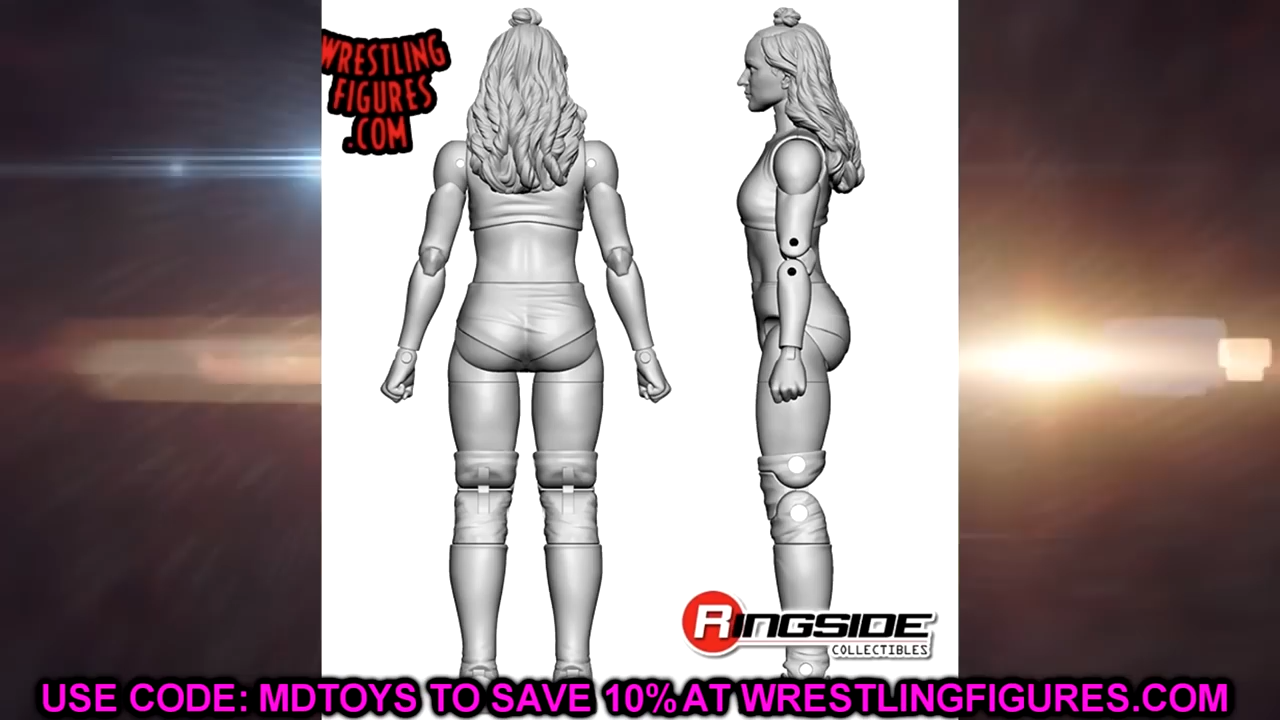 WRESTLING
FIGURES
.COM
RINGSIDE
COLLECTIBLES
USE CODE: MDTOYS TO SAVE 10% AT WRESTLINGFIGURES.COM